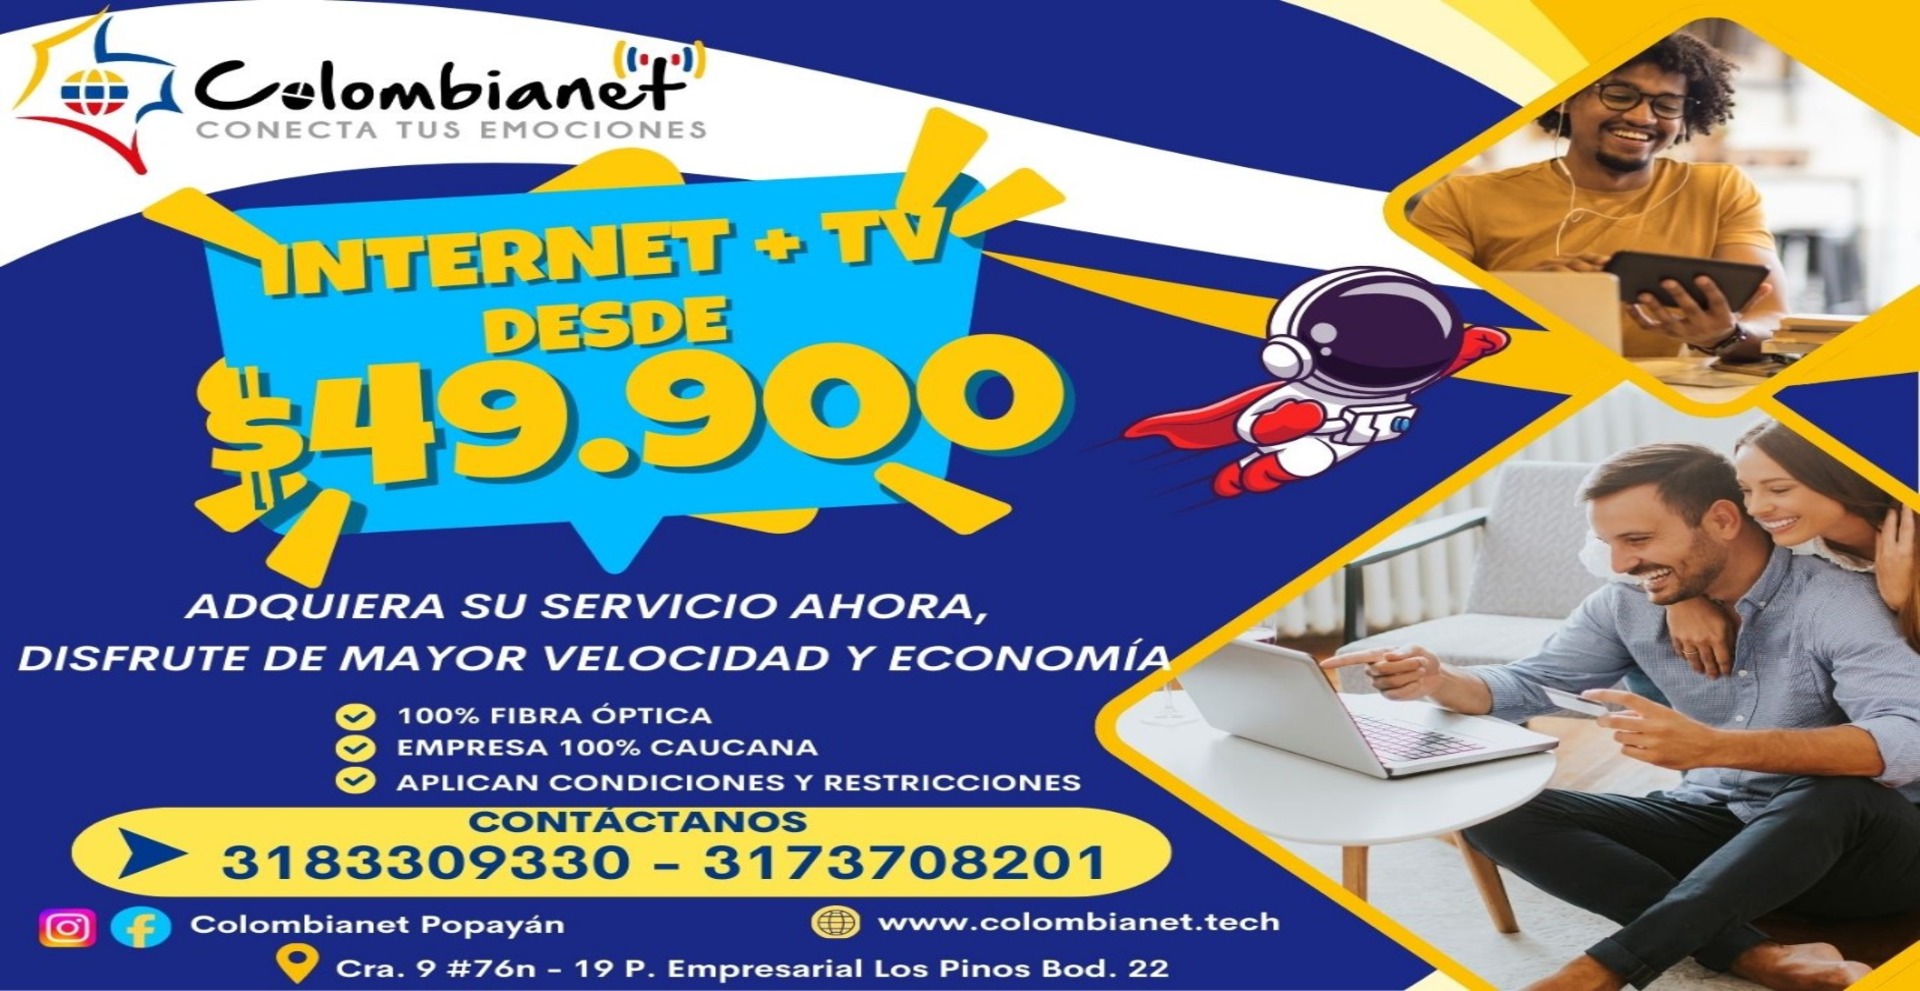 Colombianet
CONECTA TUS EMOCIONES
INTERNET + TV
DESDE
$49.900
ADQUIERA SU SERVICIO AHORA,
DISFRUTE DE MAYOR VELOCIDAD Y ECONOMÍA
100% FIBRA ÓPTICA
EMPRESA 100% CAUCANA
APLICAN CONDICIONES Y RESTRICCIONES
CONTÁCTANOS
3183309330 - 3173708201
Colombianet Popayán
www.colombianet.tech
Cra. 9 #76n - 19 P. Empresarial Los Pinos Bod. 22